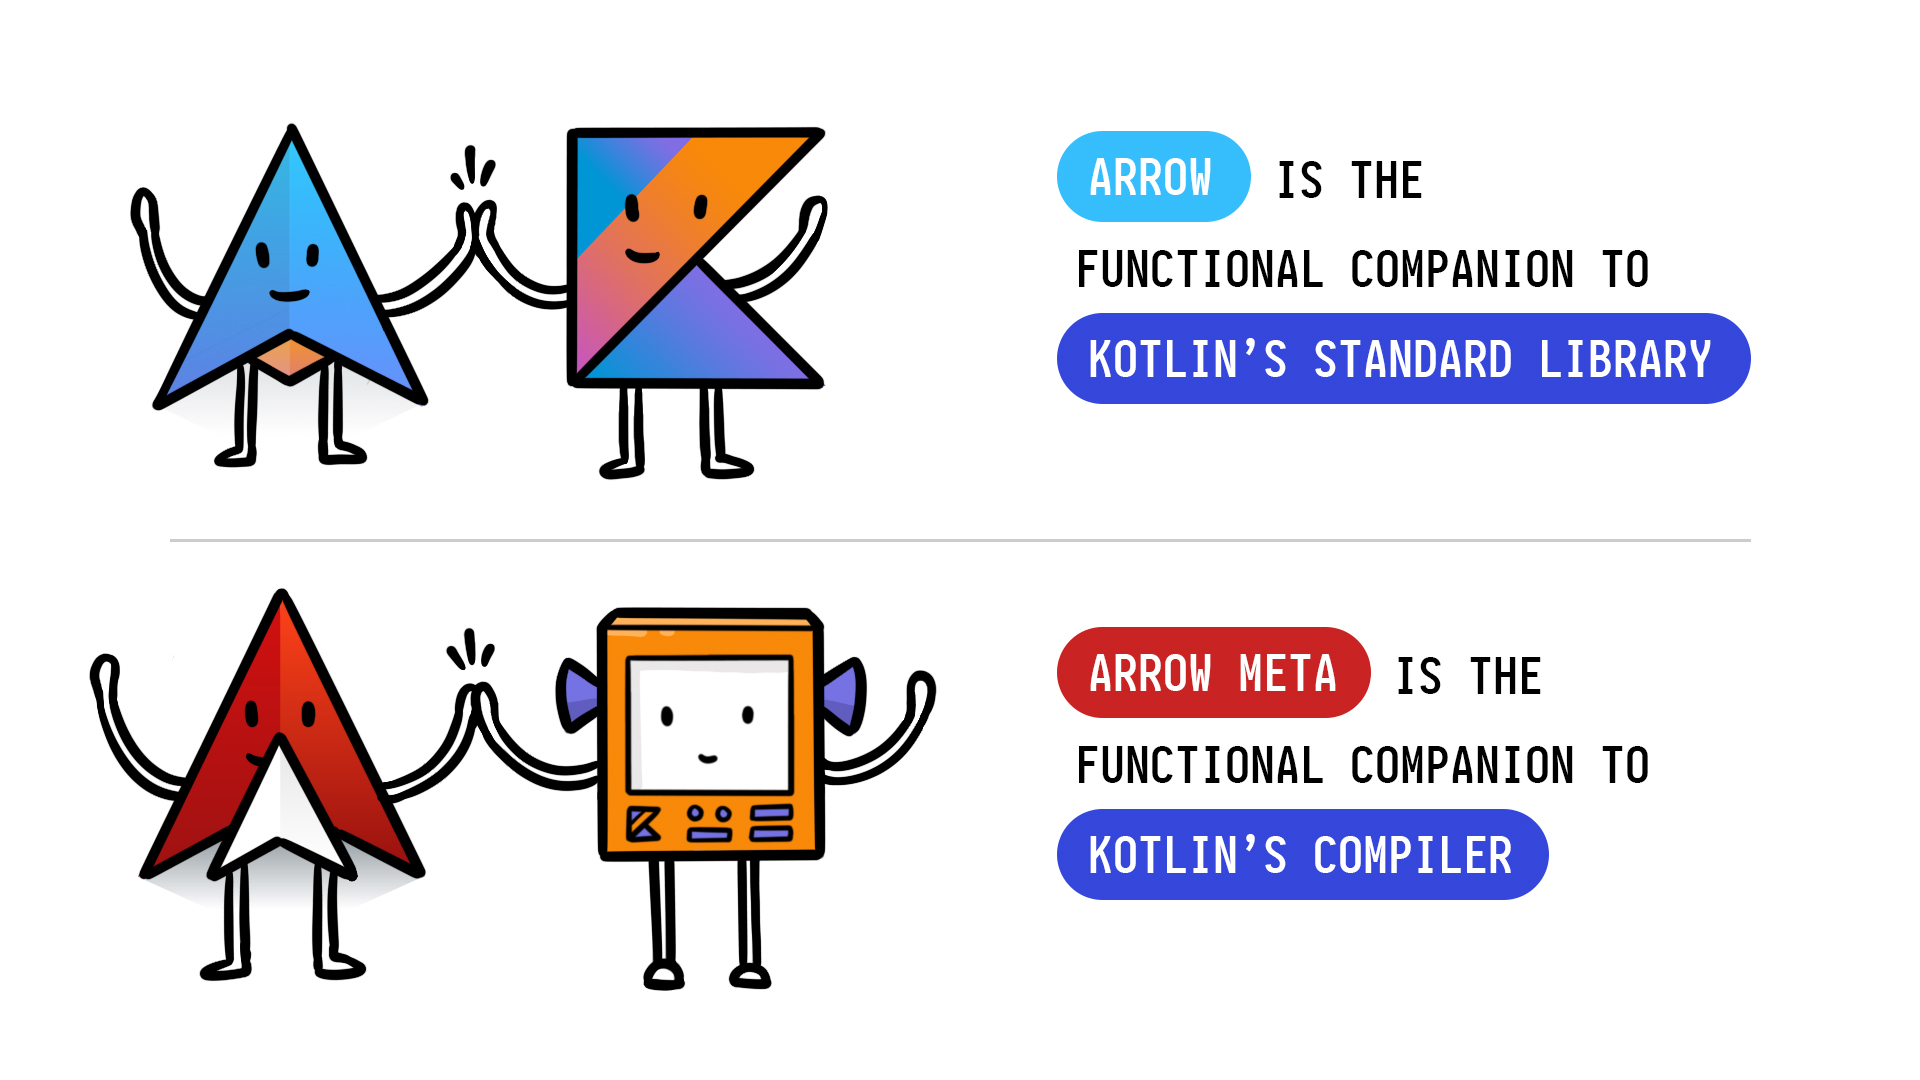 ARROW IS THE
FUNCTIONAL COMPANION TO
KOTLIN’S STANDARD LIBRARY
ARROW META IS THE
FUNCTIONAL COMPANION TO
KOTLIN’S COMPILER